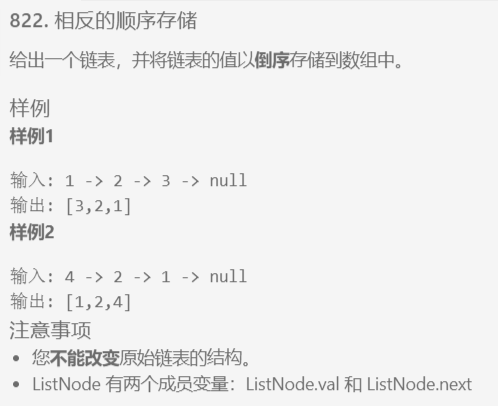 822. 相反的顺序存储
给出一个链表，并将链表的值以倒序存储到数组中。
样例
样例1
输入: 1 -> 2 -> 3 -> null
输出: [3,2,1]
样例2
输入: 4 -> 2 -> 1 -> null
输出: [1,2,4]
注意事项
• 您不能改变原始链表的结构。
• ListNode 有两个成员变量：ListNode.val 和 ListNode.next